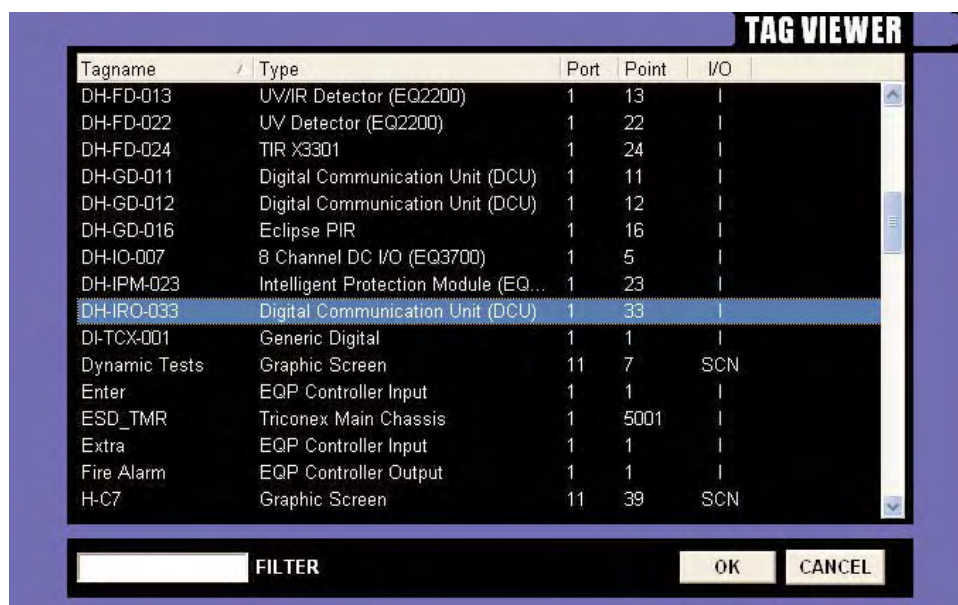 TAG VIEWER
Tagname / Type Port Point I/O
DH-FD-013 UV/IR Detector (EQ2200) 1 13 I
DH-FD-022 UV Detector (EQ2200) 1 22 I
DH-FD-024 TIR X3301 1 24 I
DH-GD-011 Digital Communication Unit (DCU) 1 11 I
DH-GD-012 Digital Communication Unit (DCU) 1 12 I
DH-GD-016 Eclipse PIR 1 16 I
DH-IO-007 8 Channel DC I/O (EQ3700) 1 5 I
DH-IPM-023 Intelligent Protection Module (EQ... 1 23 I
DH-IRO-033 Digital Communication Unit (DCU) 1 33 I
DI-TCX-001 Generic Digital 1 1 I
Dynamic Tests Graphic Screen 11 7 SCN
Enter EQP Controller Input 1 1 I
ESD_TMR Triconex Main Chassis 1 5001 I
Extra EQP Controller Input 1 1 I
Fire Alarm EQP Controller Output 1 1 I
H-C7 Graphic Screen 11 39 SCN
FILTER OK CANCEL